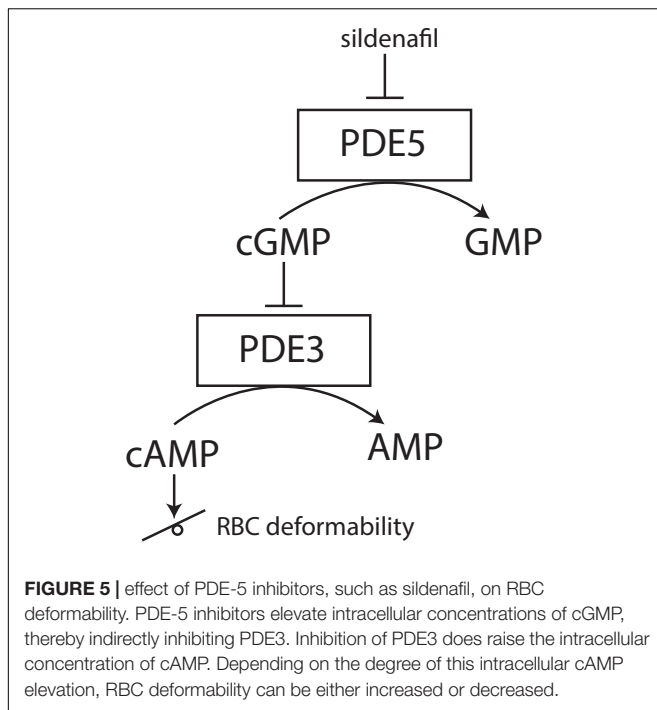 sildenafil
PDE5
cGMP GMP
PDE3
cAMP AMP
RBC deformability
FIGURE 5 | effect of PDE-5 inhibitors, such as sildenafil, on RBC
deformability. PDE-5 inhibitors elevate intracellular concentrations of cGMP,
thereby indirectly inhibiting PDE3. Inhibition of PDE3 does raise the intracellular
concentration of cAMP. Depending on the degree of this intracellular cAMP
elevation, RBC deformability can be either increased or decreased.